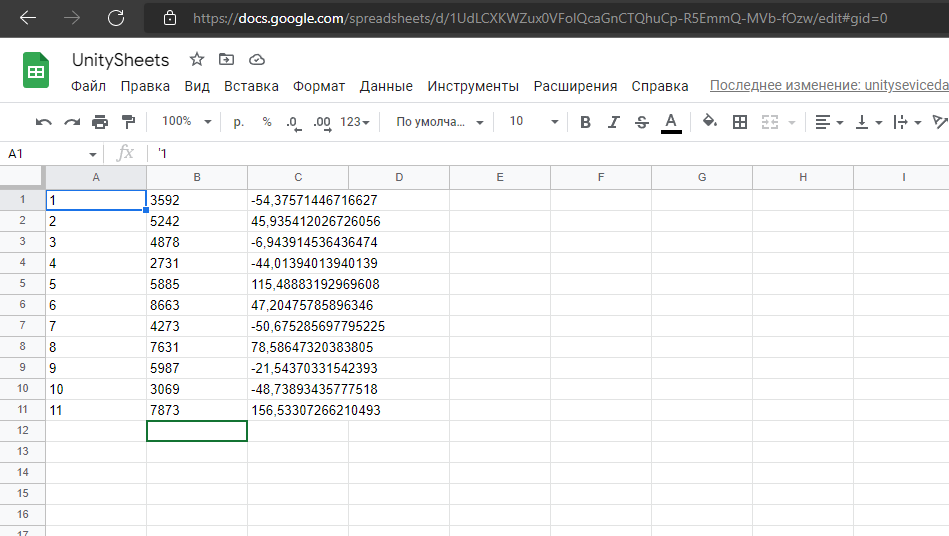 https://docs.google.com/spreadsheets/d/1UdLCXKWZux0VFolQcaGnCTQhuCp-R5EmmQ-MVb-fOzw/edit#gid=0
UnitySheets
Файл Правка Вид Вставка Формат Данные Инструменты Расширения Справка Последнее изменение: unityseviceda
100% р. % .0 .00 123 По умолча... 10 B I S A
A1 fx '1
A B C D E F G H I
1 1 3592 -54,37571446716627
2 2 5242 45,935412026726056
3 3 4878 -6,943914536436474
4 4 2731 -44,01394013940139
5 5 5885 115,48883192969608
6 6 8663 47,20475785896346
7 7 4273 -50,675285697795225
8 8 7631 78,58647320383805
9 9 5987 -21,54370331542393
10 10 3069 -48,73893435777518
11 11 7873 156,53307266210493
12
13
14
15
16
17